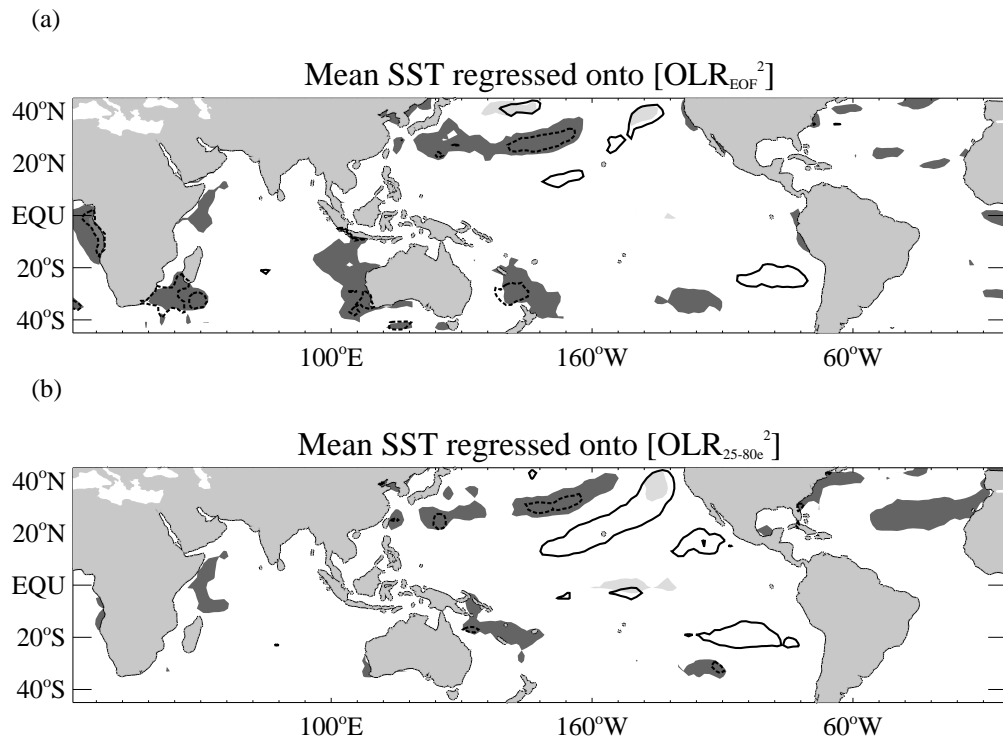 (a)
Mean SST regressed onto [OLR_EOF^2]
40°N
20°N
EQU
20°S
40°S
100°E 160°W 60°W
(b)
Mean SST regressed onto [OLR_25-80e^2]
40°N
20°N
EQU
20°S
40°S
100°E 160°W 60°W